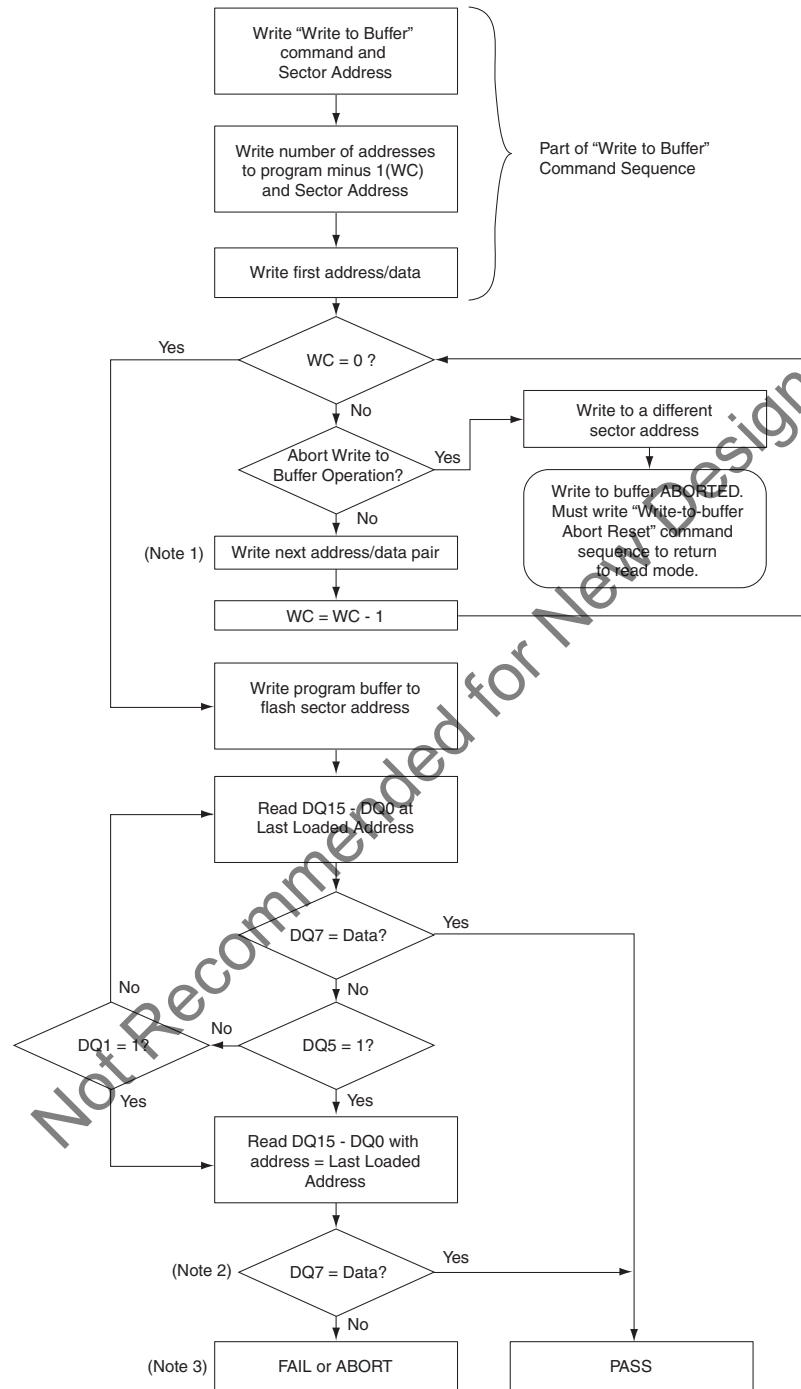 Write “Write to Buffer”
command and
Sector Address
Write number of addresses
to program minus 1(WC)
and Sector Address
Part of “Write to Buffer”
Command Sequence
Write first address/data
Yes
WC = 0 ?
No
Write to a different
sector address
Abort Write to
Buffer Operation?
Yes
No
Write to buffer ABORTED.
Must write “Write-to-buffer
Abort Reset” command
sequence to return
to read mode.
(Note 1)
Write next address/data pair
WC = WC - 1
Write program buffer to
flash sector address
Read DQ15 - DQ0 at
Last Loaded Address
DQ7 = Data?
Yes
No
No
DQ1 = 1?
No
DQ5 = 1?
Yes
Yes
Read DQ15 - DQ0 with
address = Last Loaded
Address
(Note 2)
DQ7 = Data?
Yes
No
(Note 3)
FAIL or ABORT
PASS
Not Recommended for New Design